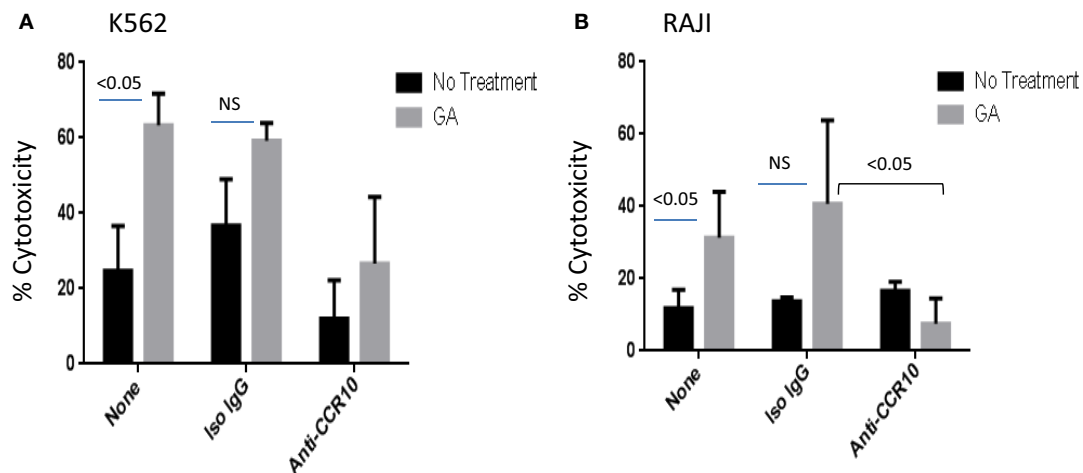 A K562
% Cytotoxicity
80
60
40
20
0
<0.05
NS
No Treatment
GA
None
Iso IgG
Anti-CCR10
B RAJI
% Cytotoxicity
80
60
40
20
0
<0.05
NS
<0.05
No Treatment
GA
None
Iso IgG
Anti-CCR10